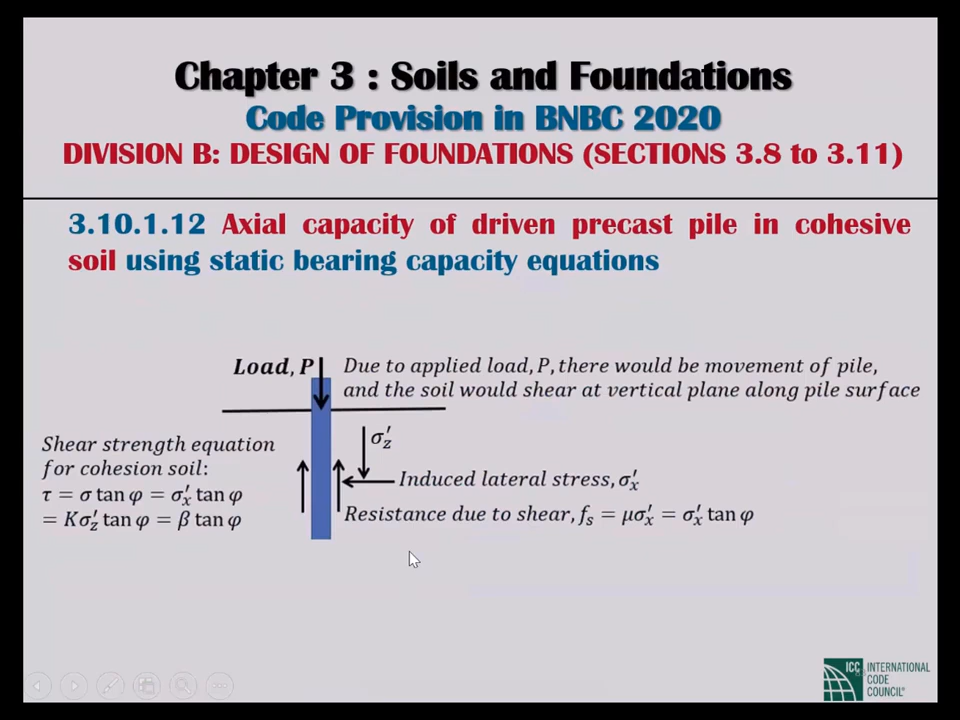 Chapter 3 : Soils and Foundations
Code Provision in BNBC 2020
DIVISION B: DESIGN OF FOUNDATIONS (SECTIONS 3.8 to 3.11)
3.10.1.12 Axial capacity of driven precast pile in cohesive
soil using static bearing capacity equations
Load, P
Due to applied load, P, there would be movement of pile,
and the soil would shear at vertical plane along pile surface
σ′z
Shear strength equation
for cohesion soil:
τ = σ tan φ = σ′x tan φ
= Kσ′z tan φ = β tan φ
Induced lateral stress, σ′x
Resistance due to shear, fs = μσ′x = σ′x tan φ
ICC INTERNATIONAL
CODE
COUNCIL®